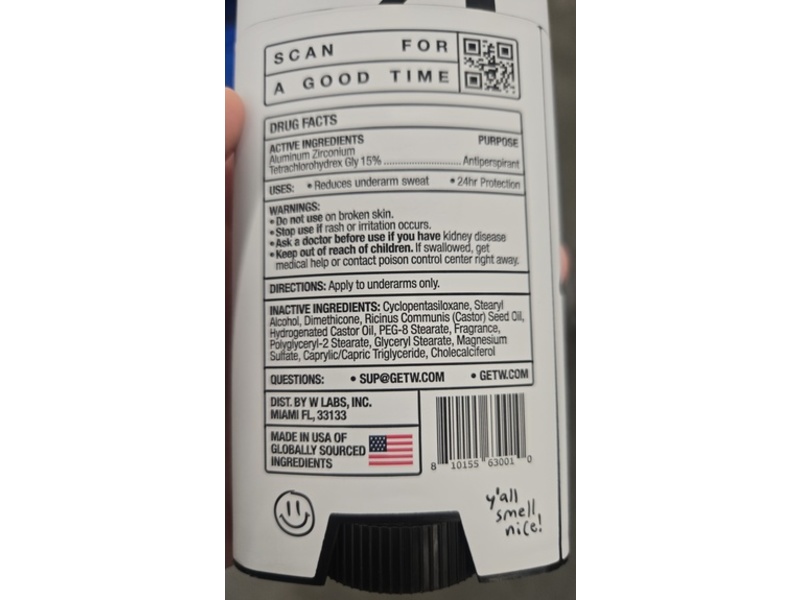 SCAN FOR
A GOOD TIME
DRUG FACTS
ACTIVE INGREDIENTS PURPOSE
Aluminum Zirconium
Tetrachlorohydrex Gly 15% ........................ Antiperspirant
USES: • Reduces underarm sweat • 24hr Protection
WARNINGS:
• Do not use on broken skin.
• Stop use if rash or irritation occurs.
• Ask a doctor before use if you have kidney disease
• Keep out of reach of children. If swallowed, get
medical help or contact poison control center right away.
DIRECTIONS: Apply to underarms only.
INACTIVE INGREDIENTS: Cyclopentasiloxane, Stearyl
Alcohol, Dimethicone, Ricinus Communis (Castor) Seed Oil,
Hydrogenated Castor Oil, PEG-8 Stearate, Fragrance,
Polyglyceryl-2 Stearate, Glyceryl Stearate, Magnesium
Sulfate, Caprylic/Capric Triglyceride, Cholecalciferol
QUESTIONS: • SUP@GETW.COM • GETW.COM
DIST. BY W LABS, INC.
MIAMI FL, 33133
MADE IN USA OF
GLOBALLY SOURCED
INGREDIENTS
8 10155 63001 0
y'all
smell
nice!